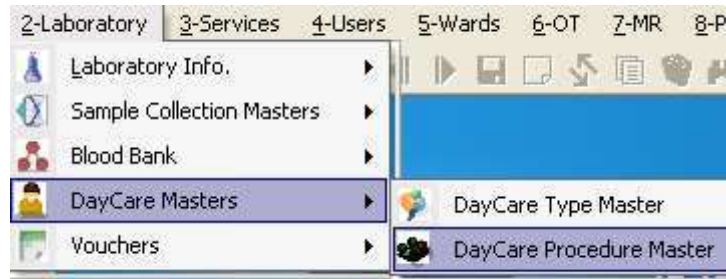 2-Laboratory 3-Services 4-Users 5-Wards 6-OT 7-MR 8-P
Laboratory Info.
Sample Collection Masters
Blood Bank
DayCare Masters
DayCare Type Master
Vouchers
DayCare Procedure Master